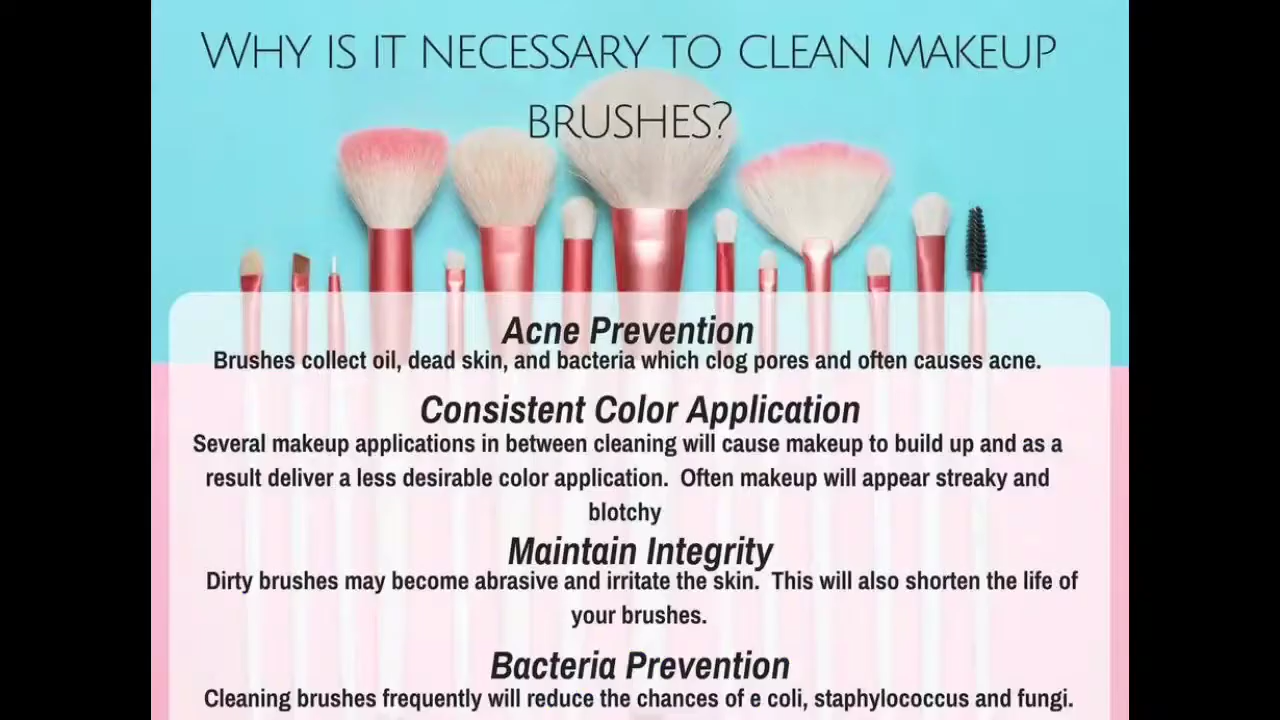 WHY IS IT NECESSARY TO CLEAN MAKEUP
BRUSHES?
Acne Prevention
Brushes collect oil, dead skin, and bacteria which clog pores and often causes acne.
Consistent Color Application
Several makeup applications in between cleaning will cause makeup to build up and as a
result deliver a less desirable color application.  Often makeup will appear streaky and
blotchy
Maintain Integrity
Dirty brushes may become abrasive and irritate the skin.  This will also shorten the life of
your brushes.
Bacteria Prevention
Cleaning brushes frequently will reduce the chances of e coli, staphylococcus and fungi.